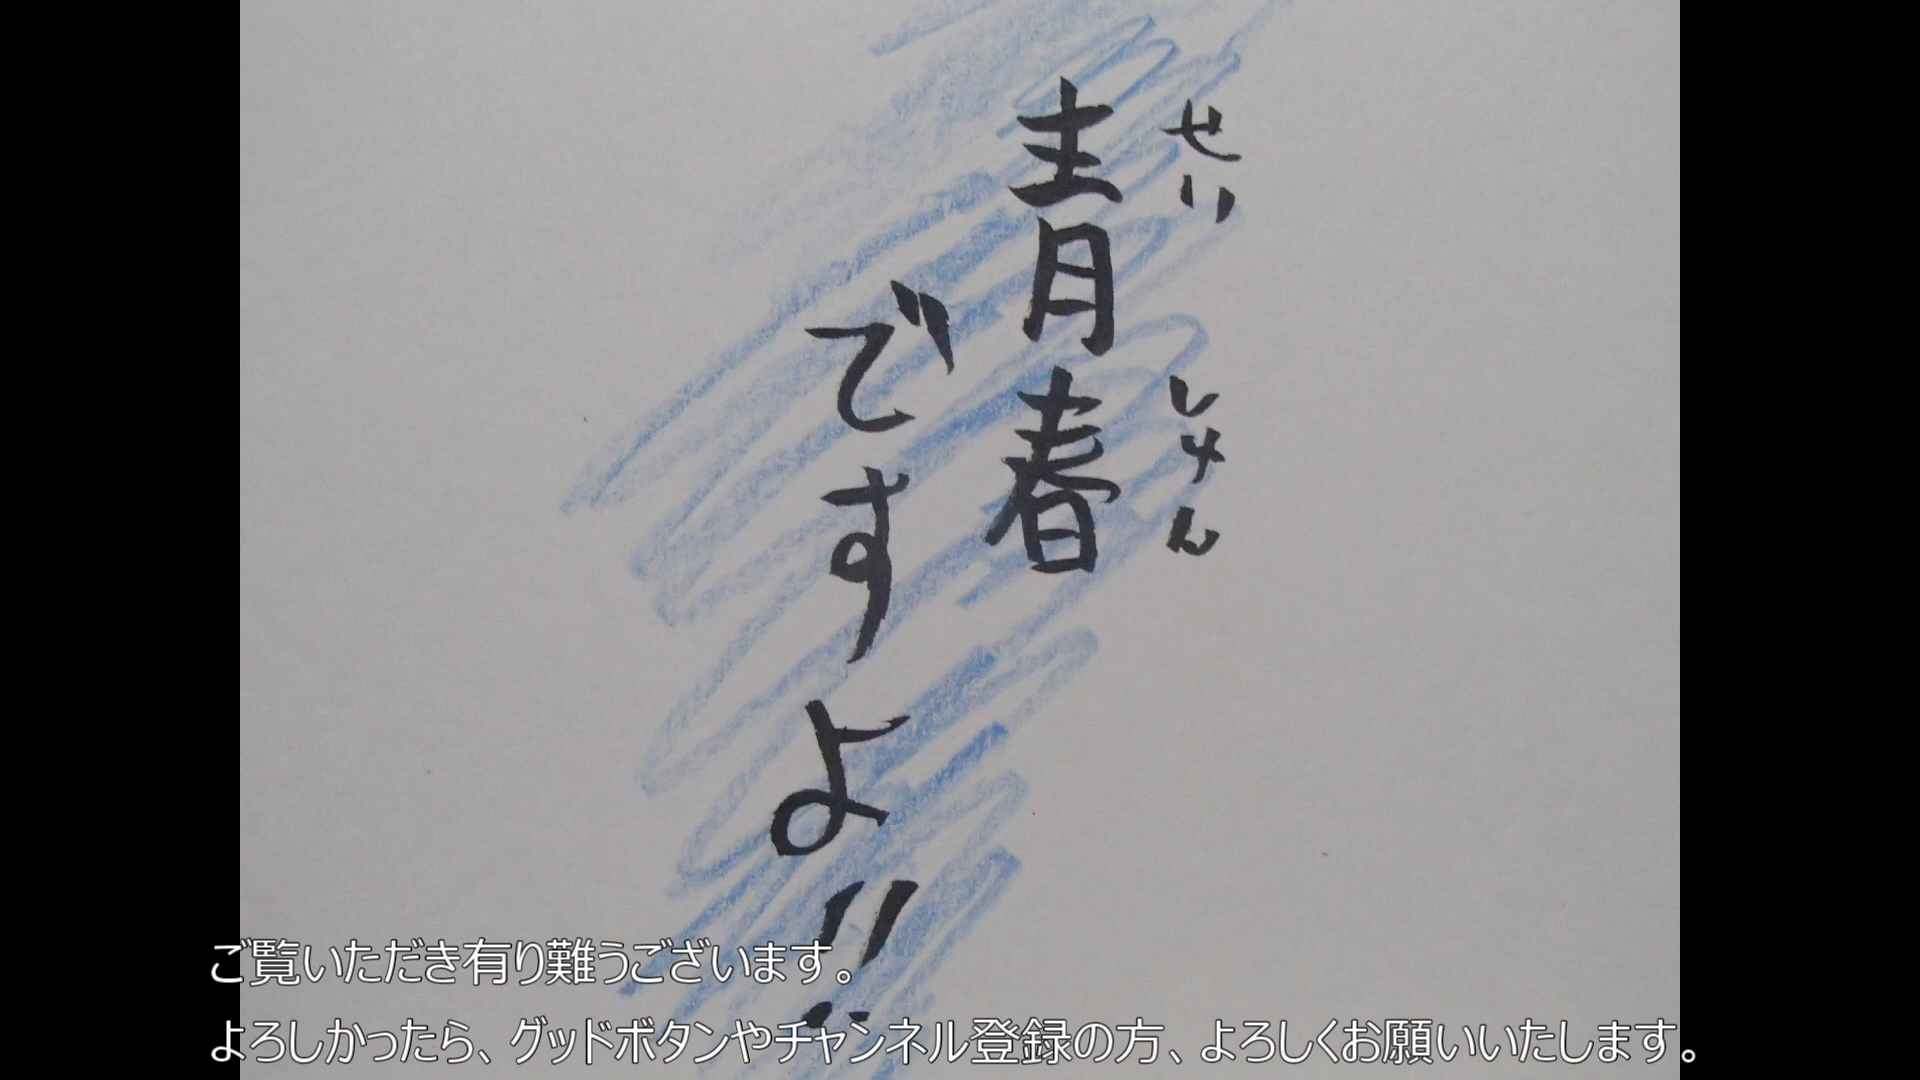 せいしゅん
青春
ですよ!!
ご覧いただき有り難うございます。
よろしかったら、グッドボタンやチャンネル登録の方、よろしくお願いいたします。